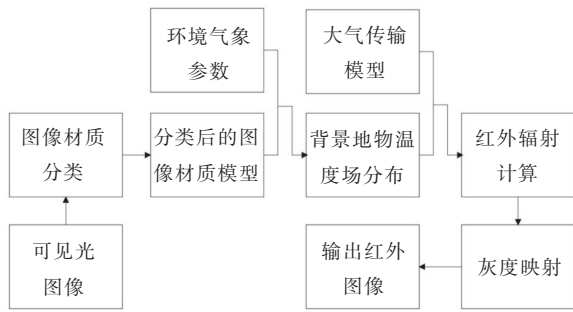 环境气象
参数
大气传输
模型
图像材质
分类
分类后的图
像材质模型
背景地物温
度场分布
红外辐射
计算
可见光
图像
输出红外
图像
灰度映射